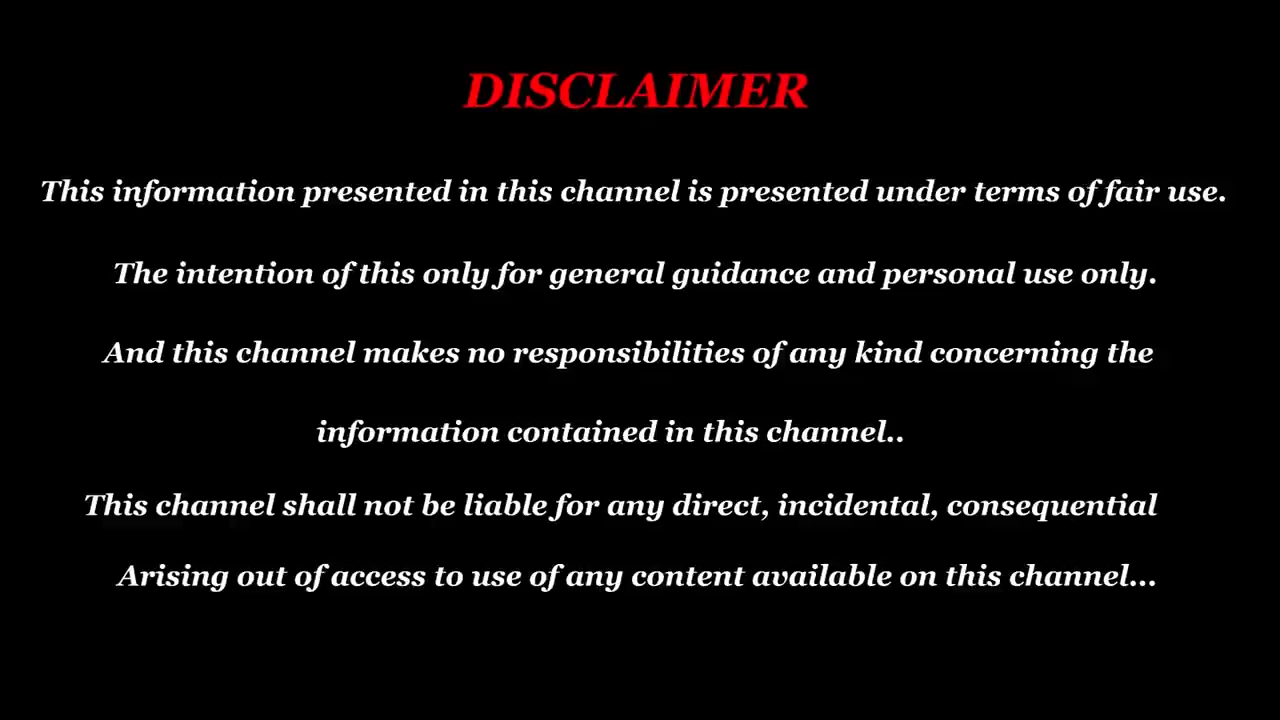 DISCLAIMER
This information presented in this channel is presented under terms of fair use.
The intention of this only for general guidance and personal use only.
And this channel makes no responsibilities of any kind concerning the
information contained in this channel..
This channel shall not be liable for any direct, incidental, consequential
Arising out of access to use of any content available on this channel...